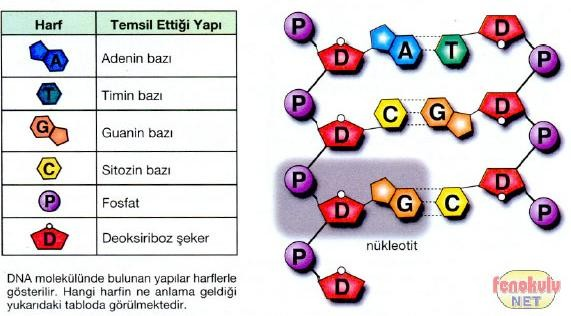 Harf Temsil Ettiği Yapı
A Adenin bazı
T Timin bazı
G Guanin bazı
C Sitozin bazı
P Fosfat
D Deoksiriboz şeker
DNA molekülünde bulunan yapılar harflerle
gösterilir. Hangi harfin ne anlama geldiği
yukarıdaki tabloda görülmektedir.
P D A T D P
P D C G D P
P D G C D P
nükleotit
P D
fenokulu
NET